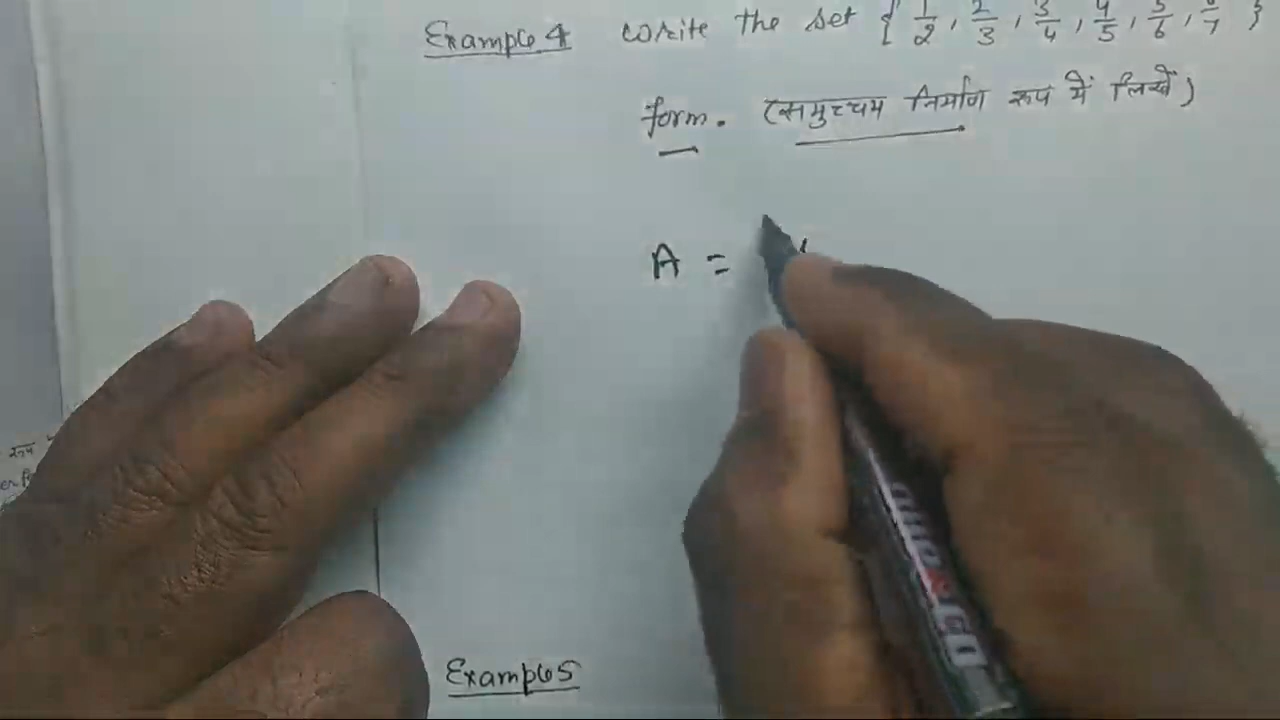 Example 4 write the set { 1/2, 2/3, 3/4, 4/5, 5/6, 6/7 }
form. (समुच्चय निर्माण रूप में लिखें)
A =
Example 5